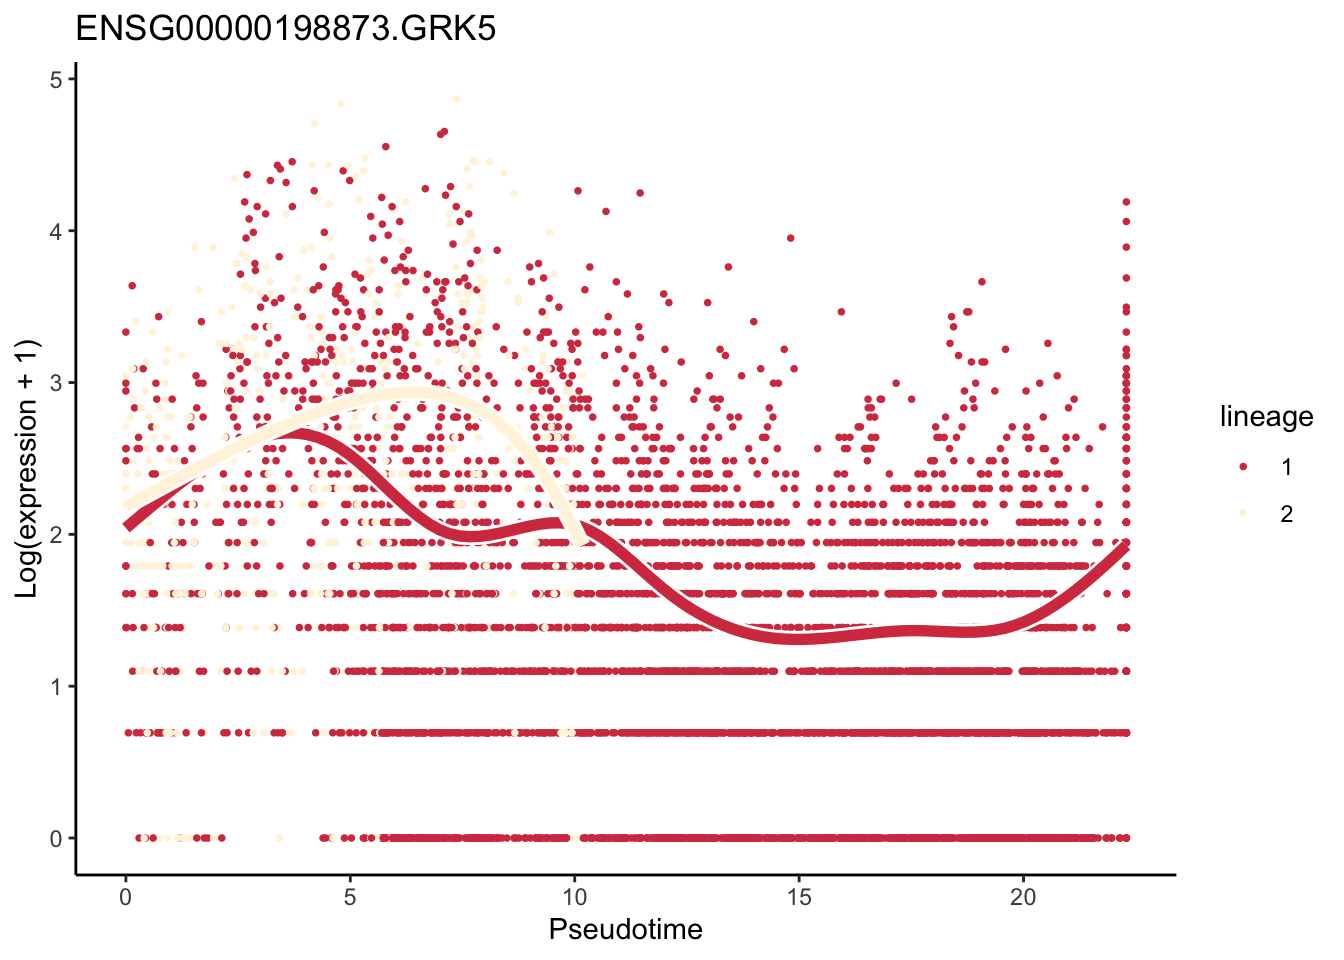 ENSG00000198873.GRK5
5
4
3
2
1
0
Log(expression + 1)
0 5 10 15 20
Pseudotime
lineage
1
2